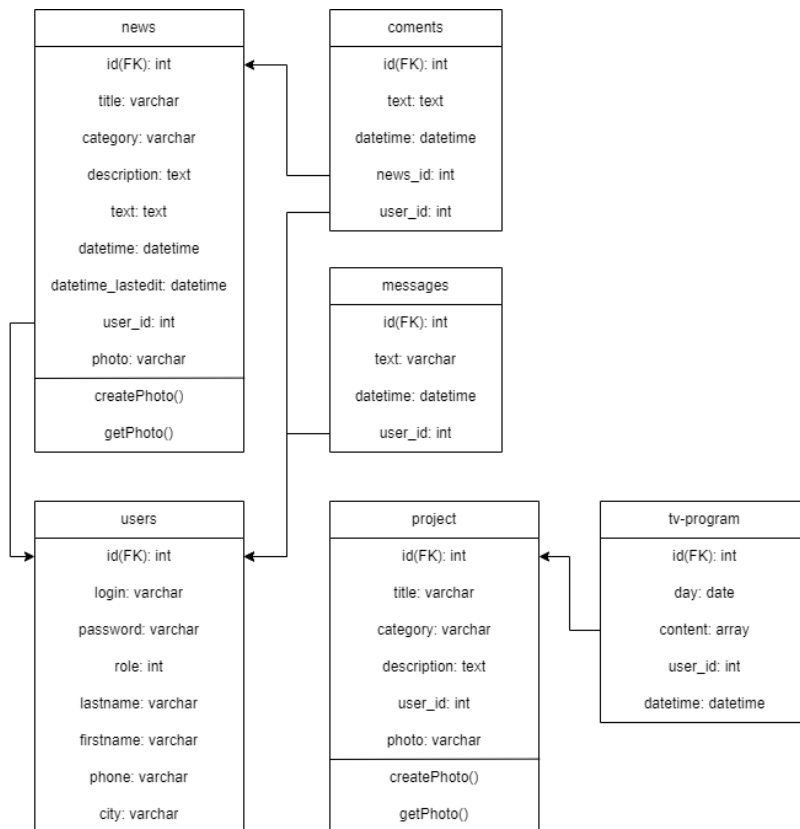 news
id(FK): int
title: varchar
category: varchar
description: text
text: text
datetime: datetime
datetime_lastedit: datetime
user_id: int
photo: varchar
createPhoto()
getPhoto()
coments
id(FK): int
text: text
datetime: datetime
news_id: int
user_id: int
messages
id(FK): int
text: varchar
datetime: datetime
user_id: int
users
id(FK): int
login: varchar
password: varchar
role: int
lastname: varchar
firstname: varchar
phone: varchar
city: varchar
project
id(FK): int
title: varchar
category: varchar
description: text
user_id: int
photo: varchar
createPhoto()
getPhoto()
tv-program
id(FK): int
day: date
content: array
user_id: int
datetime: datetime